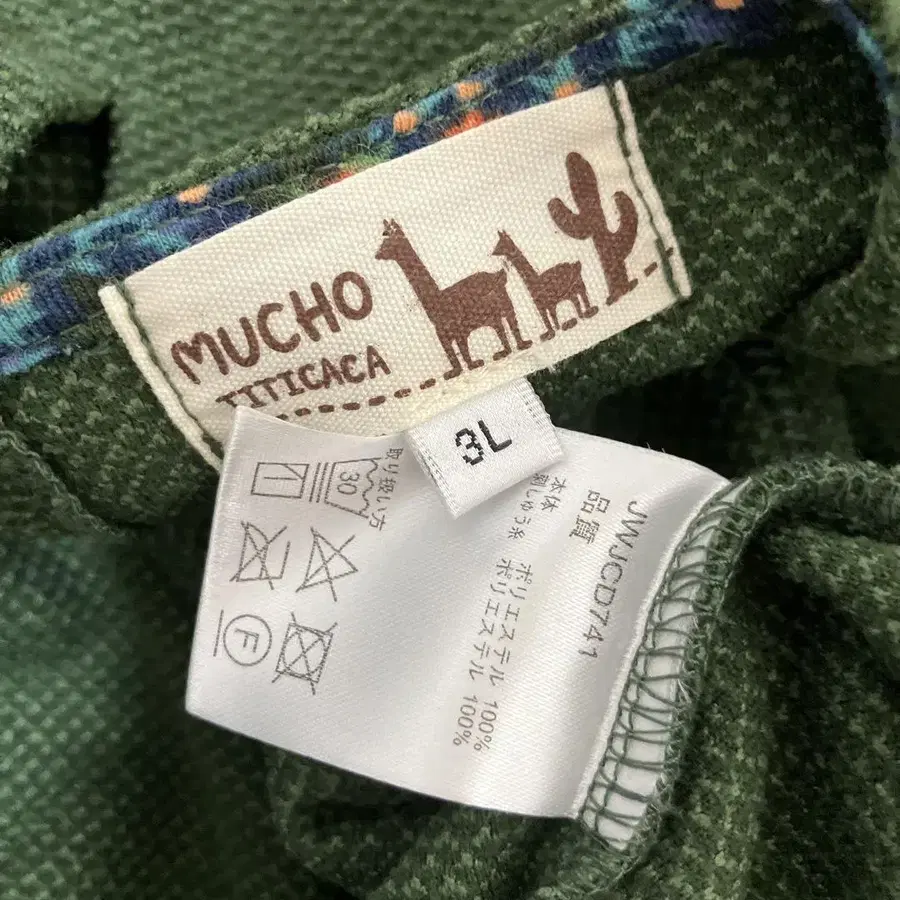 MUCHO
TITICACA
3L
JWJCD741
品質
本体 ポリエステル 100%
刺しゅう糸 ポリエステル 100%
取り扱い方
30
F